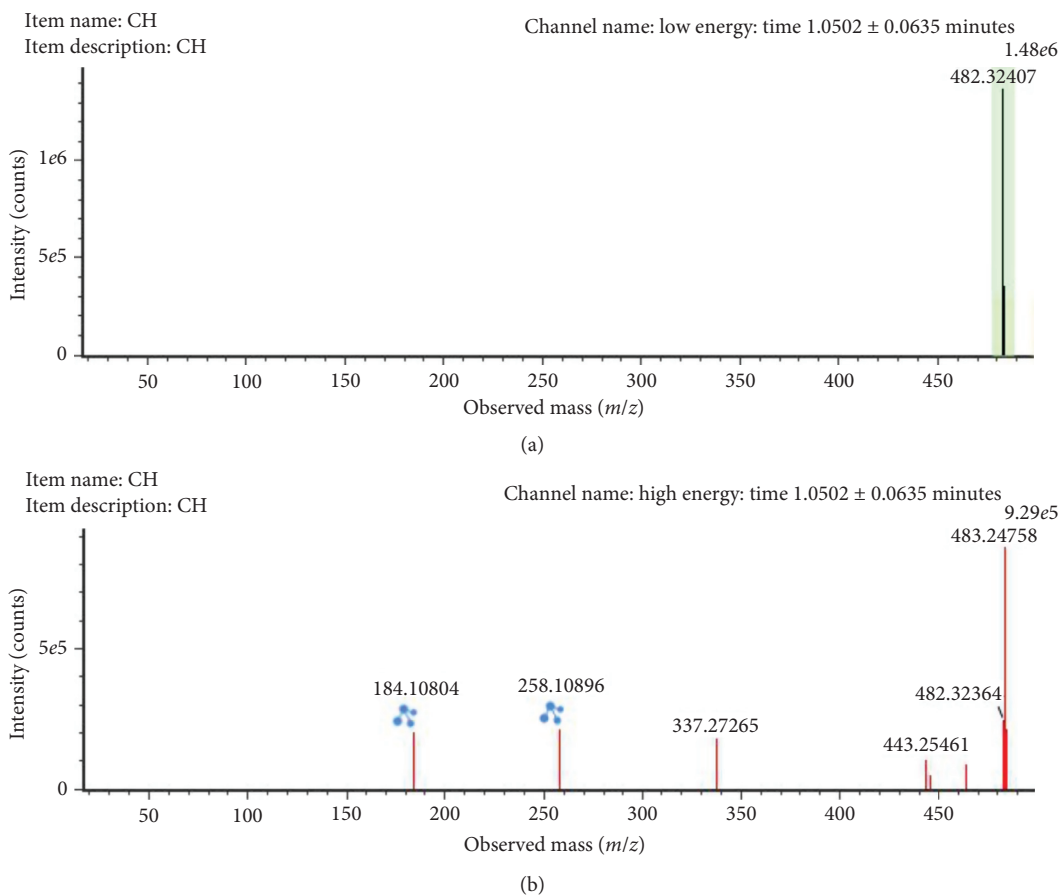 Item name: CH
Item description: CH
Channel name: low energy: time 1.0502 ± 0.0635 minutes
1.48e6
482.32407
1e6
5e5
0
Intensity (counts)
50 100 150 200 250 300 350 400 450
Observed mass (m/z)
(a)
Item name: CH
Item description: CH
Channel name: high energy: time 1.0502 ± 0.0635 minutes
9.29e5
483.24758
5e5
184.10804
258.10896
482.32364
337.27265
443.25461
0
Intensity (counts)
50 100 150 200 250 300 350 400 450
Observed mass (m/z)
(b)